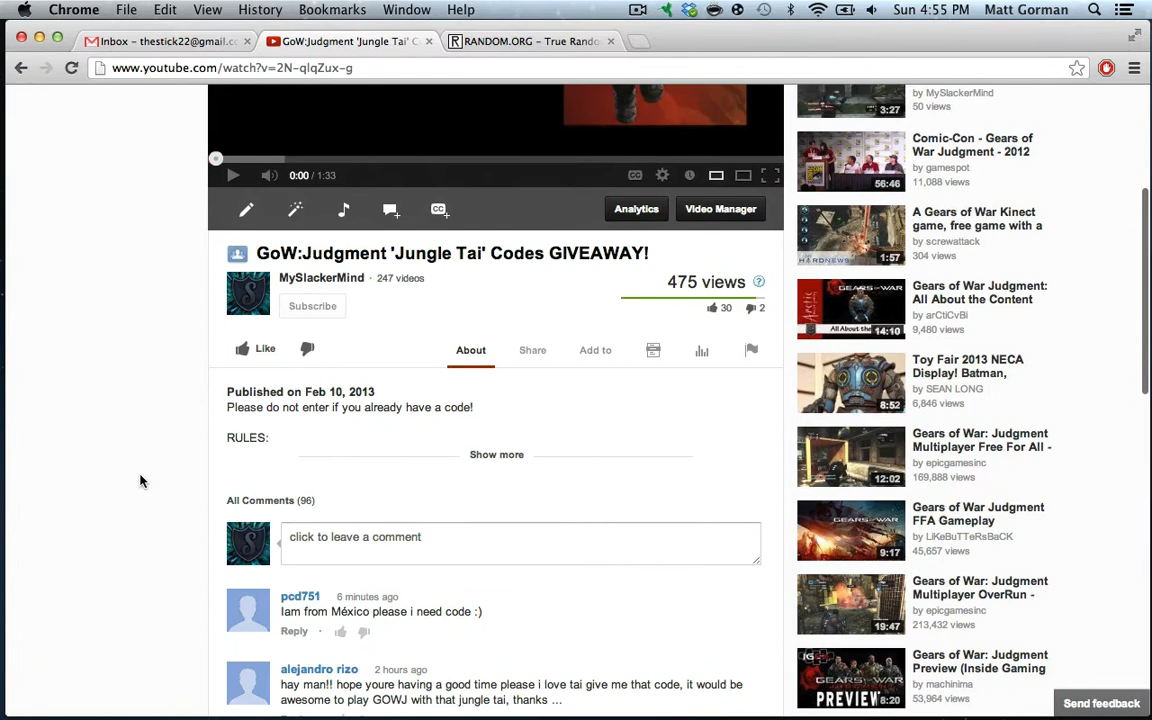 Chrome File Edit View History Bookmarks Window Help Sun 4:55 PM Matt Gorman
Inbox - thestick22@gmail.c GoW:Judgment 'Jungle Tai' C RANDOM.ORG - True Rando
www.youtube.com/watch?v=2N-qlqZux-g
0:00 / 1:33
CC
CC
Analytics
Video Manager
GoW:Judgment 'Jungle Tai' Codes GIVEAWAY!
MySlackerMind · 247 videos
Subscribe
475 views ?
30 2
Like
About Share Add to
Published on Feb 10, 2013
Please do not enter if you already have a code!
RULES:
Show more
All Comments (96)
click to leave a comment
pcd751 6 minutes ago
Iam from México please i need code :)
Reply ·
alejandro rizo 2 hours ago
hay man!! hope youre having a good time please i love tai give me that code, it would be
awesome to play GOWJ with that jungle tai, thanks ...
by MySlackerMind
50 views
3:27
Comic-Con - Gears of
War Judgment - 2012
by gamespot
11,088 views
56:46
A Gears of War Kinect
game, free game with a
by screwattack
304 views
HARDNEWS
1:57
Gears of War: Judgment:
All About the Content
by arCtiCvBi
9,480 views
All About the
14:10
Toy Fair 2013 NECA
Display! Batman,
by SEAN LONG
6,846 views
8:52
Gears of War: Judgment
Multiplayer Free For All -
by epicgamesinc
169,888 views
12:02
Gears of War Judgment
FFA Gameplay
by LiKeBuTTeRsBaCK
45,657 views
9:17
Gears of War: Judgment
Multiplayer OverRun -
by epicgamesinc
213,432 views
19:47
Gears of War: Judgment
Preview (Inside Gaming
by machinima
53,964 views
PREVIEW
8:20
Send feedback